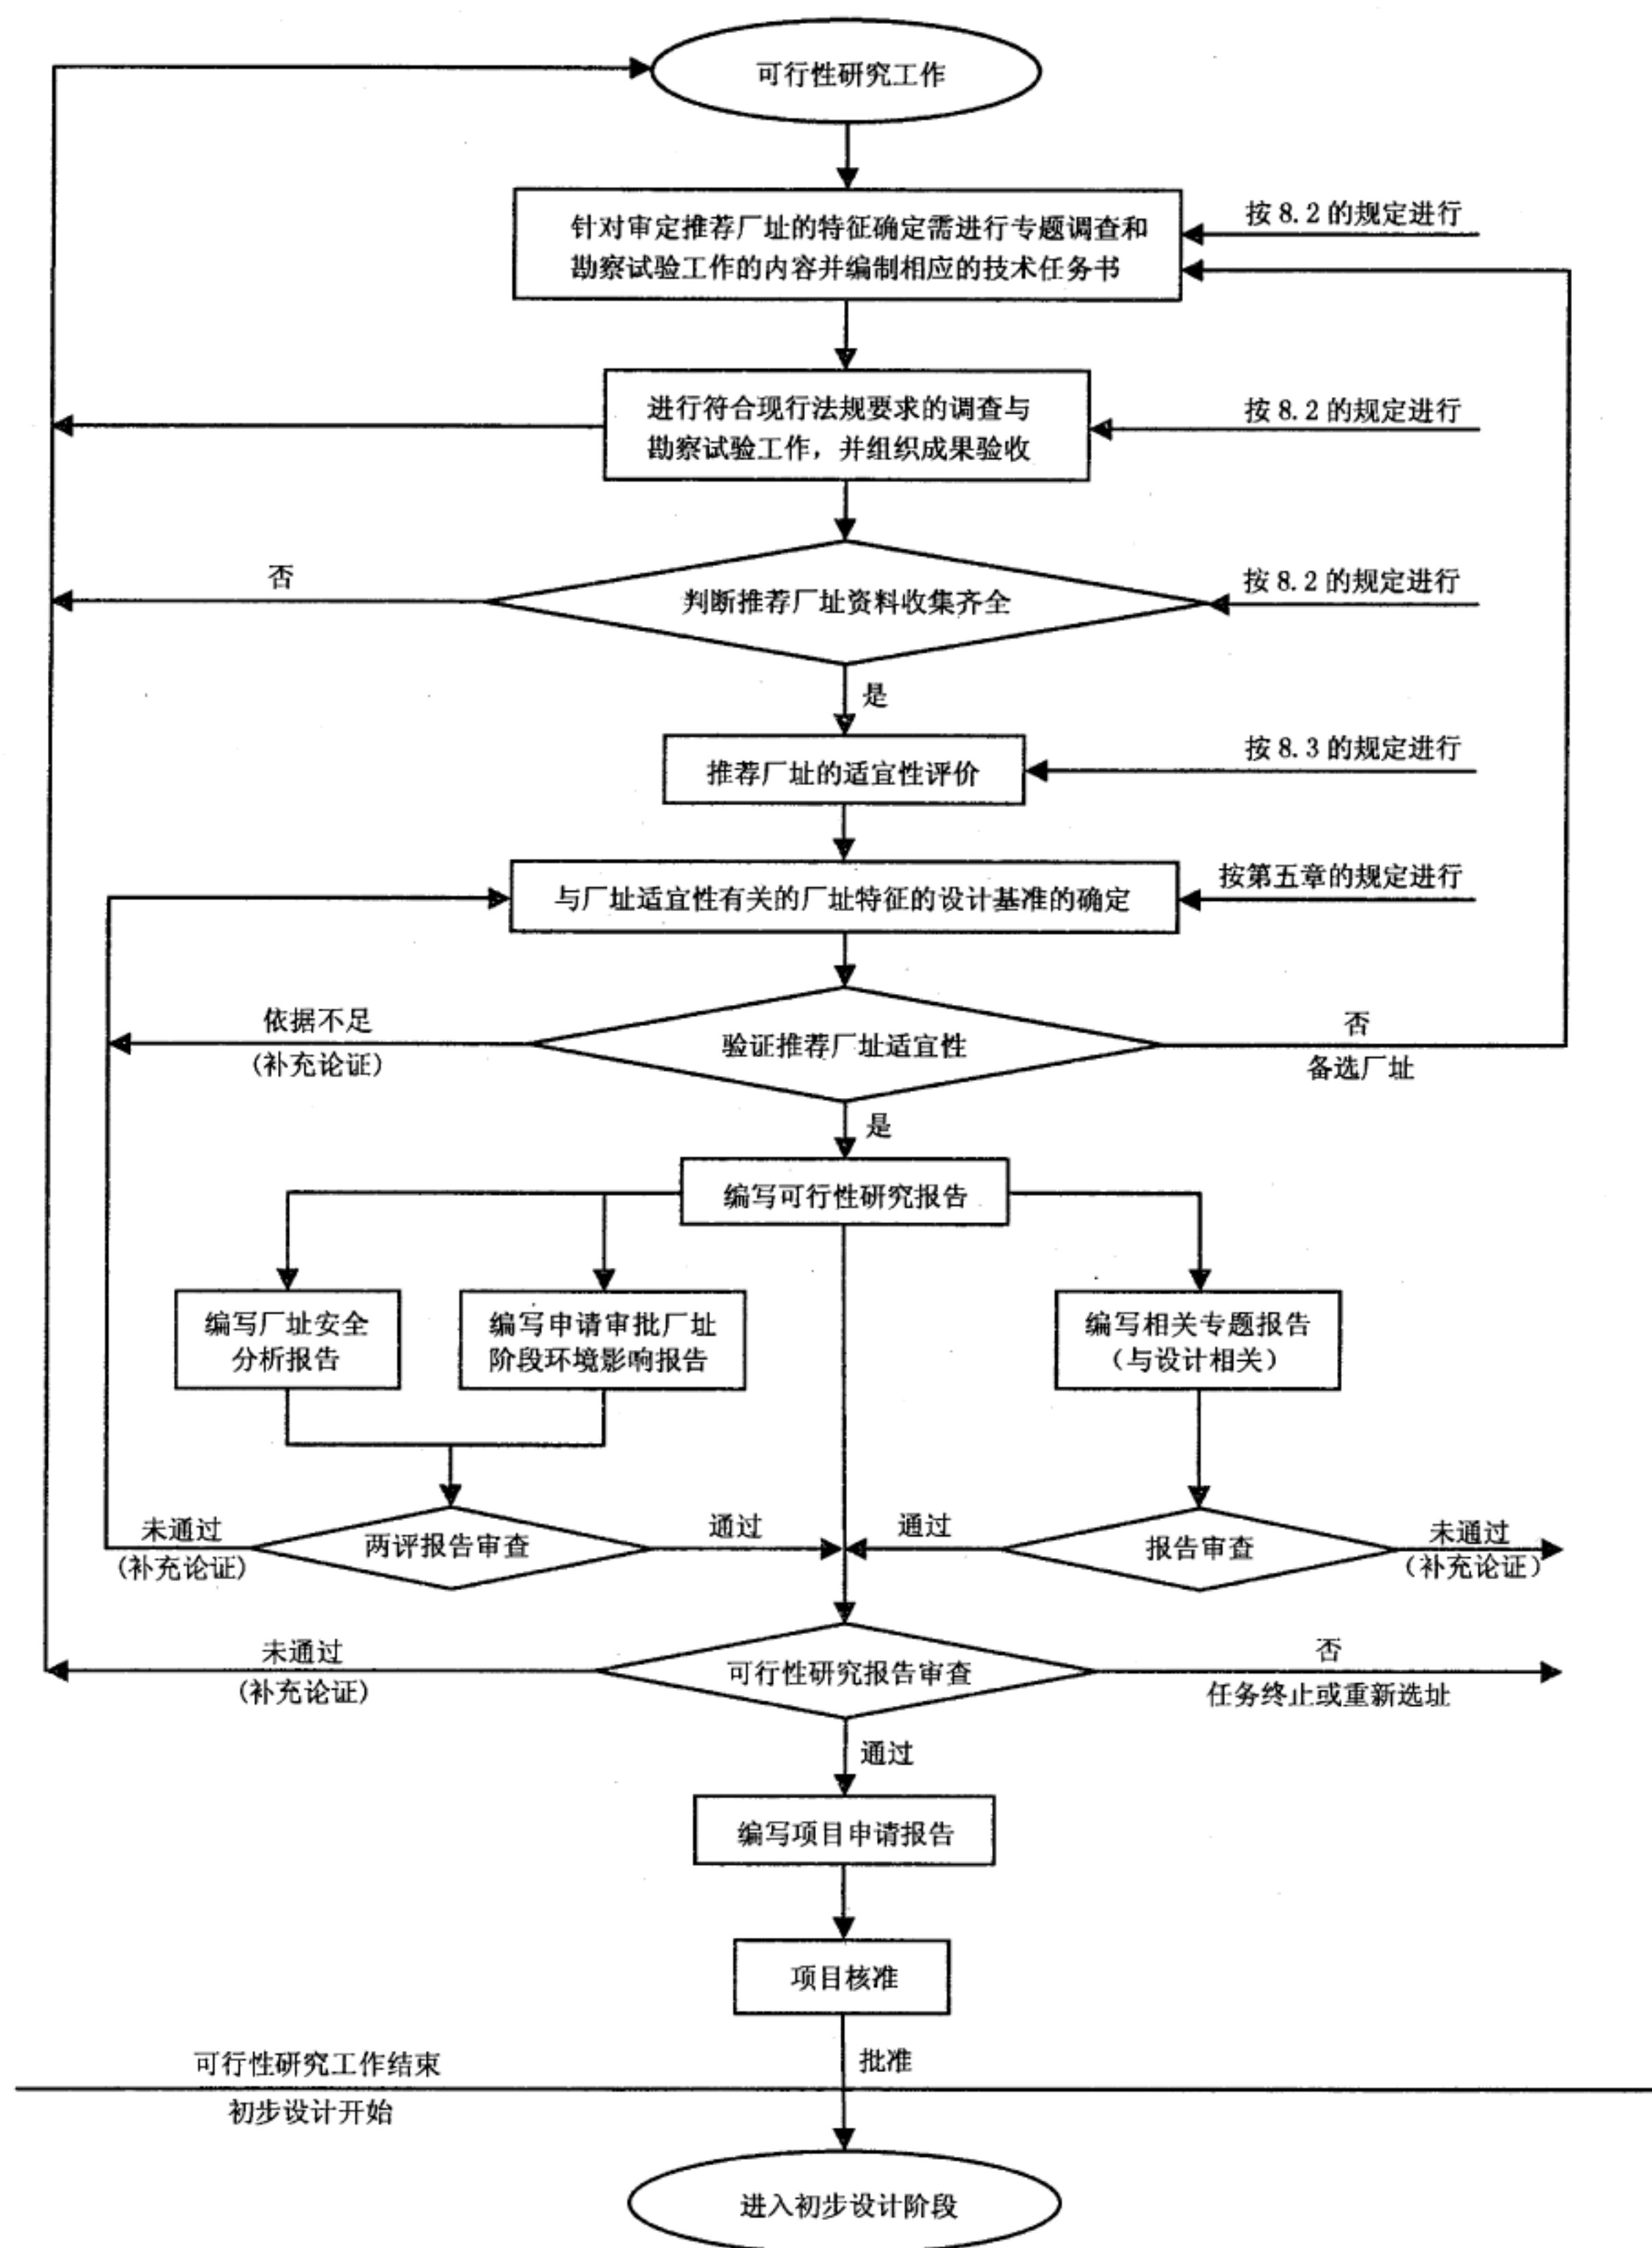 可行性研究工作
针对审定推荐厂址的特征确定需进行专题调查和
勘察试验工作的内容并编制相应的技术任务书
按8.2的规定进行
进行符合现行法规要求的调查与
勘察试验工作，并组织成果验收
按8.2的规定进行
否
判断推荐厂址资料收集齐全
按8.2的规定进行
是
推荐厂址的适宜性评价
按8.3的规定进行
与厂址适宜性有关的厂址特征的设计基准的确定
按第五章的规定进行
依据不足
(补充论证)
验证推荐厂址适宜性
否
备选厂址
是
编写可行性研究报告
编写厂址安全
分析报告
编写申请审批厂址
阶段环境影响报告
编写相关专题报告
（与设计相关）
未通过
(补充论证)
两评报告审查
通过
通过
报告审查
未通过
（补充论证）
未通过
(补充论证)
可行性研究报告审查
否
任务终止或重新选址
通过
编写项目申请报告
项目核准
可行性研究工作结束
批准
初步设计开始
进入初步设计阶段